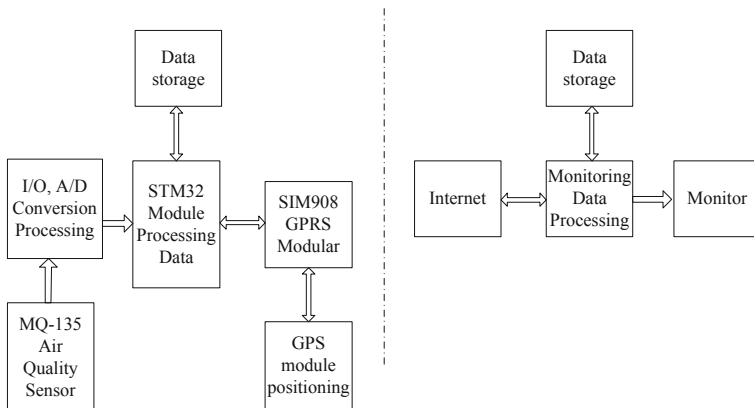 Data
storage
I/O, A/D
Conversion
Processing
STM32
Module
Processing
Data
SIM908
GPRS
Modular
MQ-135
Air
Quality
Sensor
GPS
module
positioning
Data
storage
Internet
Monitoring
Data
Processing
Monitor